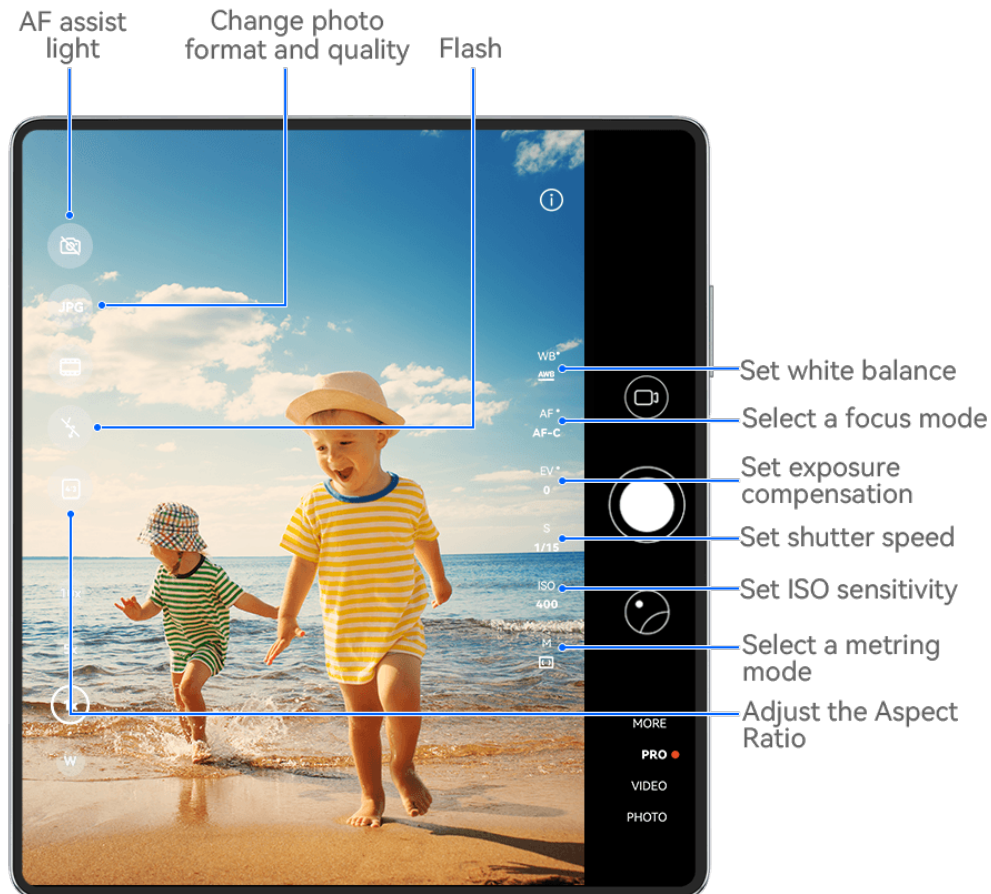 AF assist
light
Change photo
format and quality
Flash
JPG
WB
AWB
AF
AF-C
EV
0
S
1/15
ISO
400
M
W
Set white balance
Select a focus mode
Set exposure
compensation
Set shutter speed
Set ISO sensitivity
Select a metring
mode
Adjust the Aspect
Ratio
MORE
PRO
VIDEO
PHOTO